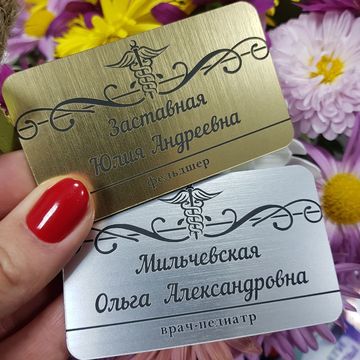 Заставная
Юлия Андреевна
фельдшер
Мильчевская
Ольга Александровна
врач-педиатр